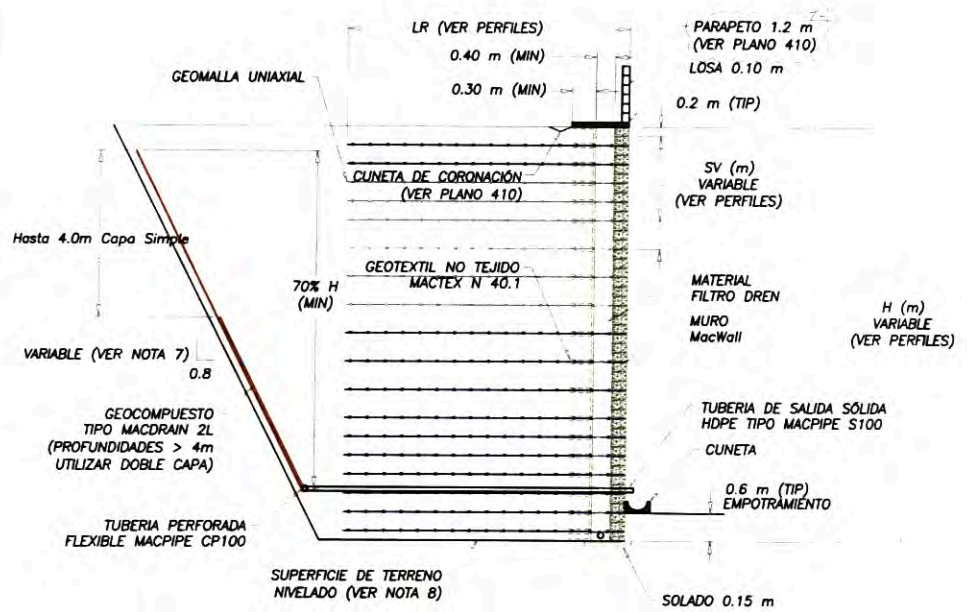 LR (VER PERFILES)
PARAPETO 1.2 m
(VER PLANO 410)
0.40 m (MIN)
LOSA 0.10 m
GEOMALLA UNIAXIAL
0.30 m (MIN)
0.2 m (TIP)
CUNETA DE CORONACIÓN
(VER PLANO 410)
SV (m)
VARIABLE
(VER PERFILES)
Hasta 4.0m Capa Simple
GEOTEXTIL NO TEJIDO
MACTEX N 40.1
70% H
(MIN)
MATERIAL
FILTRO DREN
MURO
MacWall
H (m)
VARIABLE
(VER PERFILES)
VARIABLE (VER NOTA 7)
0.8
GEOCOMPUESTO
TIPO MACDRAIN 2L
(PROFUNDIDADES > 4m
UTILIZAR DOBLE CAPA)
TUBERIA DE SALIDA SÓLIDA
HDPE TIPO MACPIPE S100
CUNETA
0.6 m (TIP)
EMPOTRAMIENTO
TUBERIA PERFORADA
FLEXIBLE MACPIPE CP100
SUPERFICIE DE TERRENO
NIVELADO (VER NOTA 8)
SOLADO 0.15 m